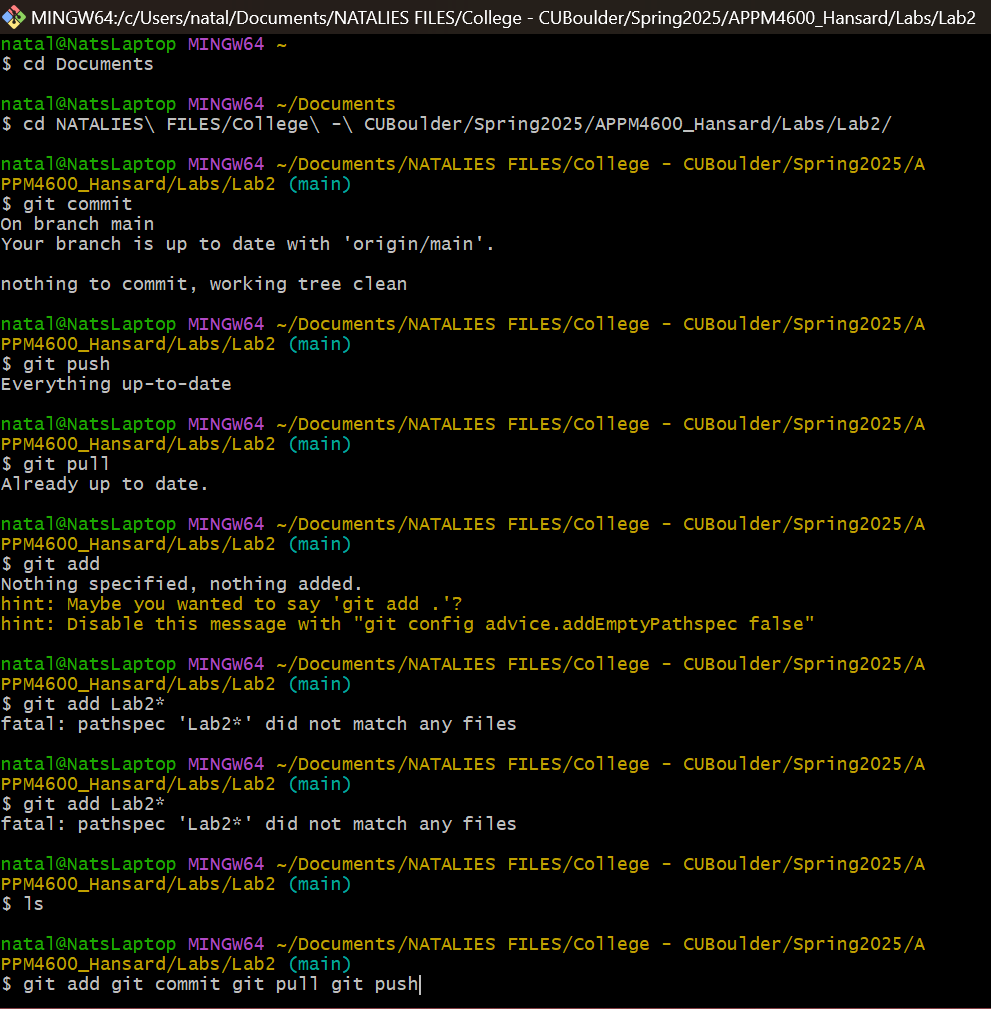 MINGW64:/c/Users/natal/Documents/NATALIES FILES/College - CUBoulder/Spring2025/APPM4600_Hansard/Labs/Lab2
natal@NatsLaptop MINGW64 ~
$ cd Documents
natal@NatsLaptop MINGW64 ~/Documents
$ cd NATALIES\ FILES/College\ -\ CUBoulder/Spring2025/APPM4600_Hansard/Labs/Lab2/
natal@NatsLaptop MINGW64 ~/Documents/NATALIES FILES/College - CUBoulder/Spring2025/A
PPM4600_Hansard/Labs/Lab2 (main)
$ git commit
On branch main
Your branch is up to date with 'origin/main'.
nothing to commit, working tree clean
natal@NatsLaptop MINGW64 ~/Documents/NATALIES FILES/College - CUBoulder/Spring2025/A
PPM4600_Hansard/Labs/Lab2 (main)
$ git push
Everything up-to-date
natal@NatsLaptop MINGW64 ~/Documents/NATALIES FILES/College - CUBoulder/Spring2025/A
PPM4600_Hansard/Labs/Lab2 (main)
$ git pull
Already up to date.
natal@NatsLaptop MINGW64 ~/Documents/NATALIES FILES/College - CUBoulder/Spring2025/A
PPM4600_Hansard/Labs/Lab2 (main)
$ git add
Nothing specified, nothing added.
hint: Maybe you wanted to say 'git add .'?
hint: Disable this message with "git config advice.addEmptyPathspec false"
natal@NatsLaptop MINGW64 ~/Documents/NATALIES FILES/College - CUBoulder/Spring2025/A
PPM4600_Hansard/Labs/Lab2 (main)
$ git add Lab2*
fatal: pathspec 'Lab2*' did not match any files
natal@NatsLaptop MINGW64 ~/Documents/NATALIES FILES/College - CUBoulder/Spring2025/A
PPM4600_Hansard/Labs/Lab2 (main)
$ git add Lab2*
fatal: pathspec 'Lab2*' did not match any files
natal@NatsLaptop MINGW64 ~/Documents/NATALIES FILES/College - CUBoulder/Spring2025/A
PPM4600_Hansard/Labs/Lab2 (main)
$ ls
natal@NatsLaptop MINGW64 ~/Documents/NATALIES FILES/College - CUBoulder/Spring2025/A
PPM4600_Hansard/Labs/Lab2 (main)
$ git add git commit git pull git push